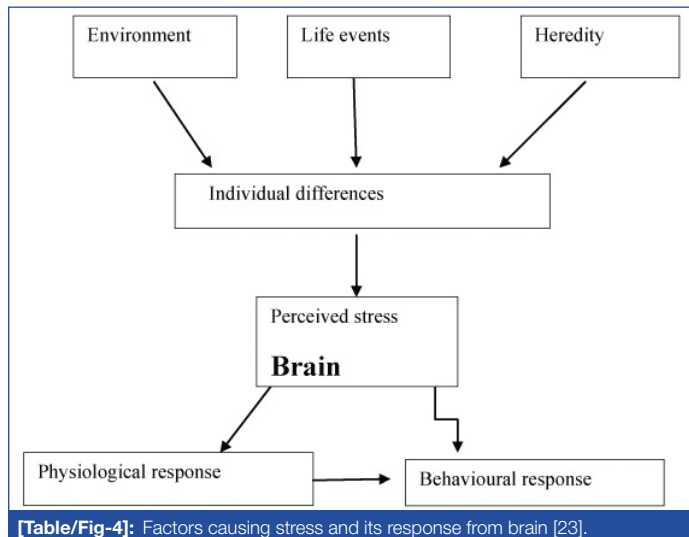 Environment
Life events
Heredity
Individual differences
Perceived stress
Brain
Physiological response
Behavioural response
[Table/Fig-4]: Factors causing stress and its response from brain [23].